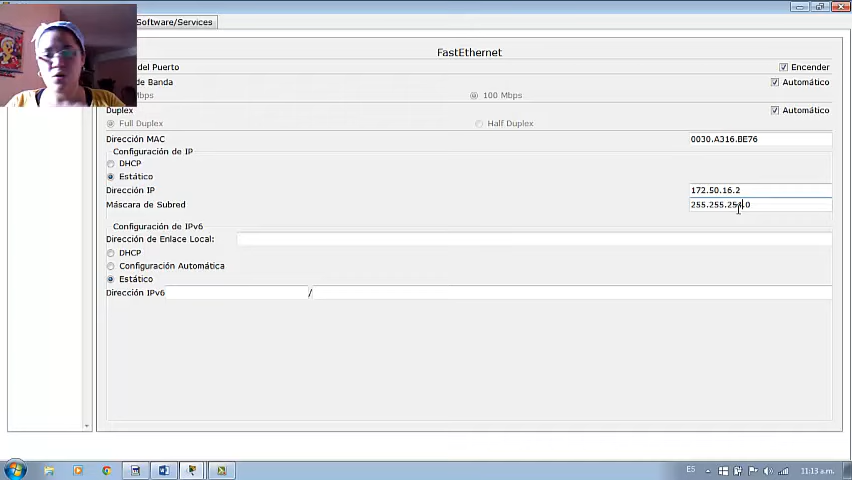 Software/Services
FastEthernet
del Puerto
Encender
de Banda
Automático
Mbps
100 Mbps
Duplex
Automático
Full Duplex
Half Duplex
Dirección MAC
0030.A316.BE76
Configuración de IP
DHCP
Estático
Dirección IP
172.50.16.2
Máscara de Subred
255.255.254.0
Configuración de IPv6
Dirección de Enlace Local:
DHCP
Configuración Automática
Estático
Dirección IPv6
/
ES
11:13 a.m.